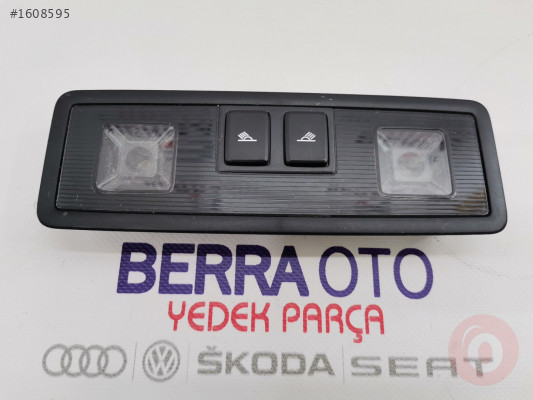 #1608595
BERRA OTO
YEDEK PARÇA
ŠKODA SEAT